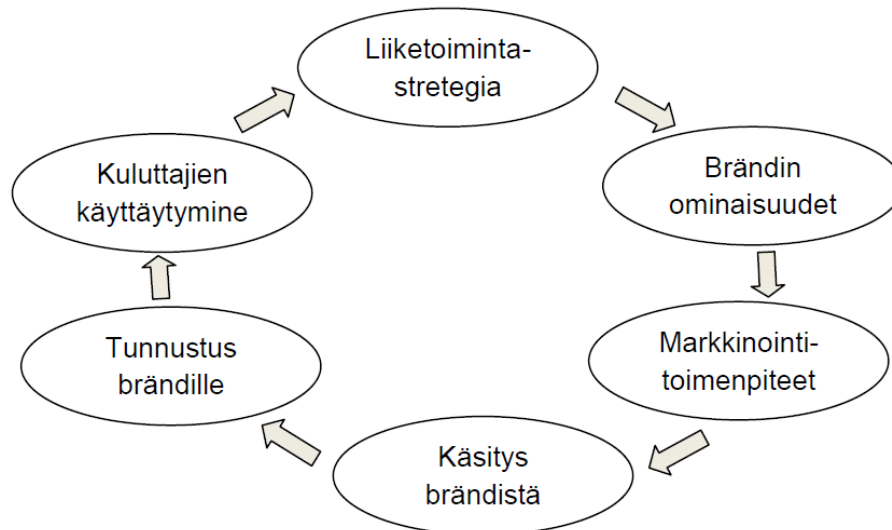 Liiketoiminta-
stretegia
Brändin
ominaisuudet
Markkinointi-
toimenpiteet
Käsitys
brändistä
Tunnustus
brändille
Kuluttajien
käyttäytymine